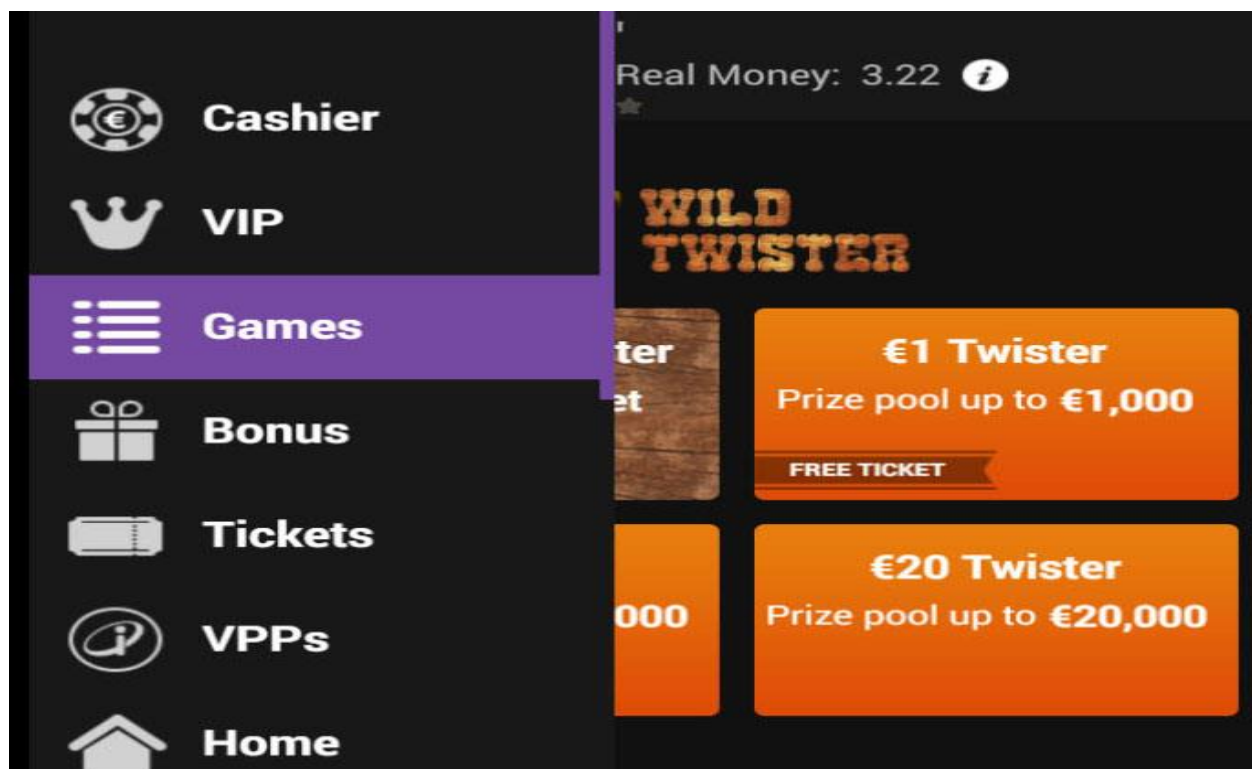 Cashier
VIP
Games
Bonus
Tickets
VPPs
Home
Real Money: 3.22 i
WILD
TWISTER
ter
et
€1 Twister
Prize pool up to €1,000
FREE TICKET
000
€20 Twister
Prize pool up to €20,000